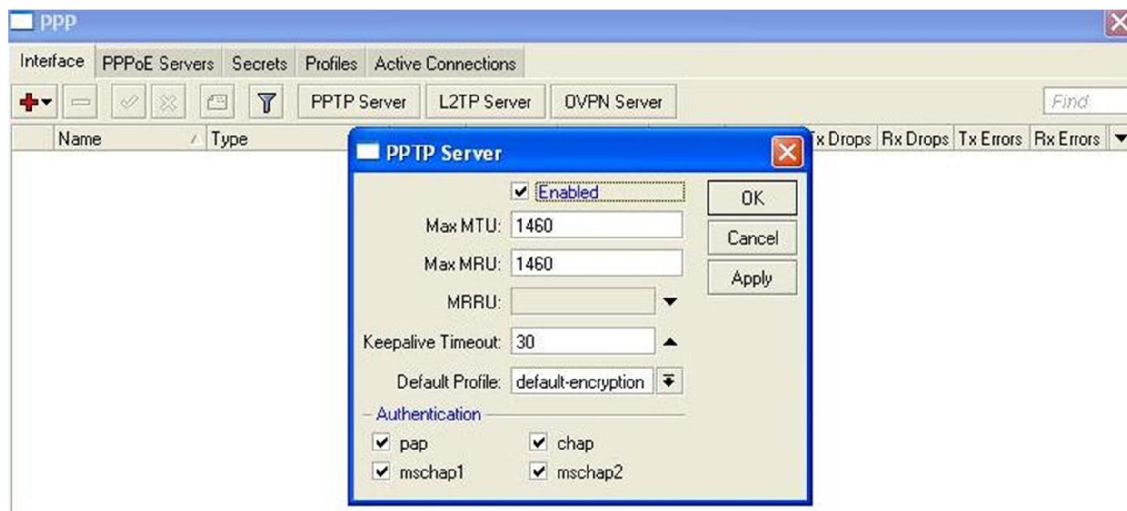 PPP
Interface PPPoE Servers Secrets Profiles Active Connections
PPTP Server L2TP Server OVPN Server Find
Name Type Tx Drops Rx Drops Tx Errors Rx Errors
PPTP Server
Enabled OK
Max MTU: 1460
Cancel
Max MRU: 1460
Apply
MRRU:
Keepalive Timeout: 30
Default Profile: default-encryption
Authentication
pap chap
mschap1 mschap2